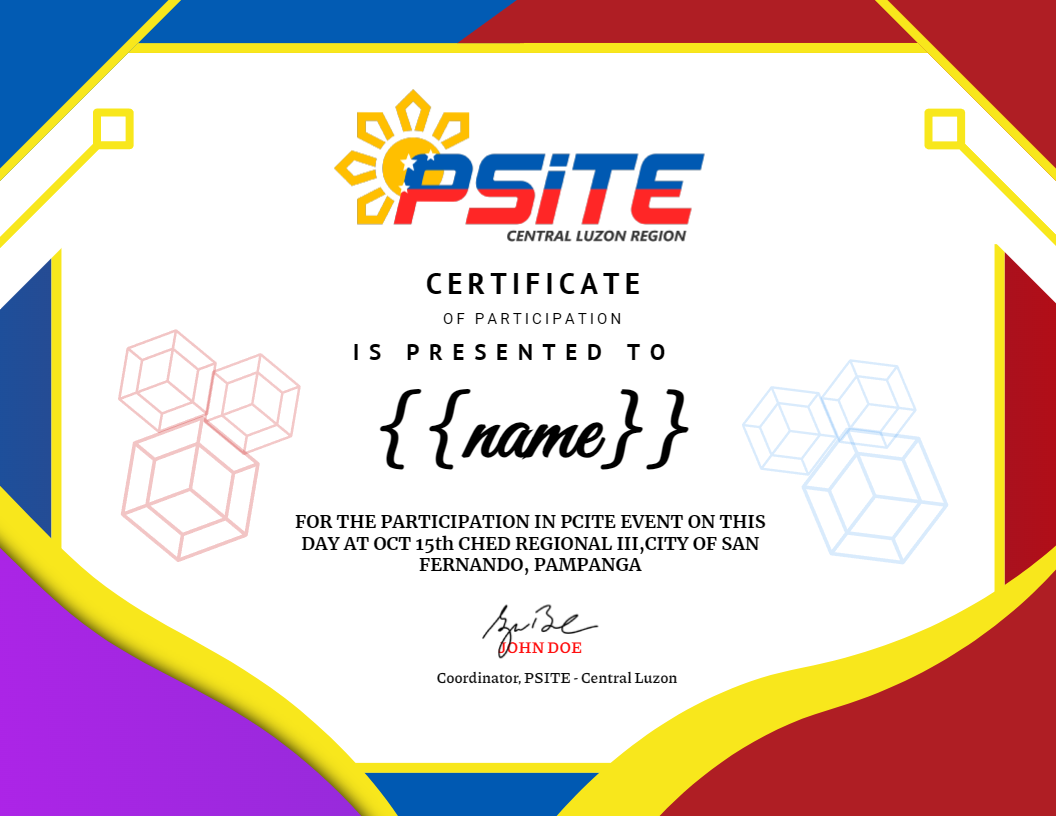 PSiTE
CENTRAL LUZON REGION
CERTIFICATE
OF PARTICIPATION
IS PRESENTED TO
{{name}}
FOR THE PARTICIPATION IN PCITE EVENT ON THIS
DAY AT OCT 15th CHED REGIONAL III,CITY OF SAN
FERNANDO, PAMPANGA
JOHN DOE
Coordinator, PSITE - Central Luzon